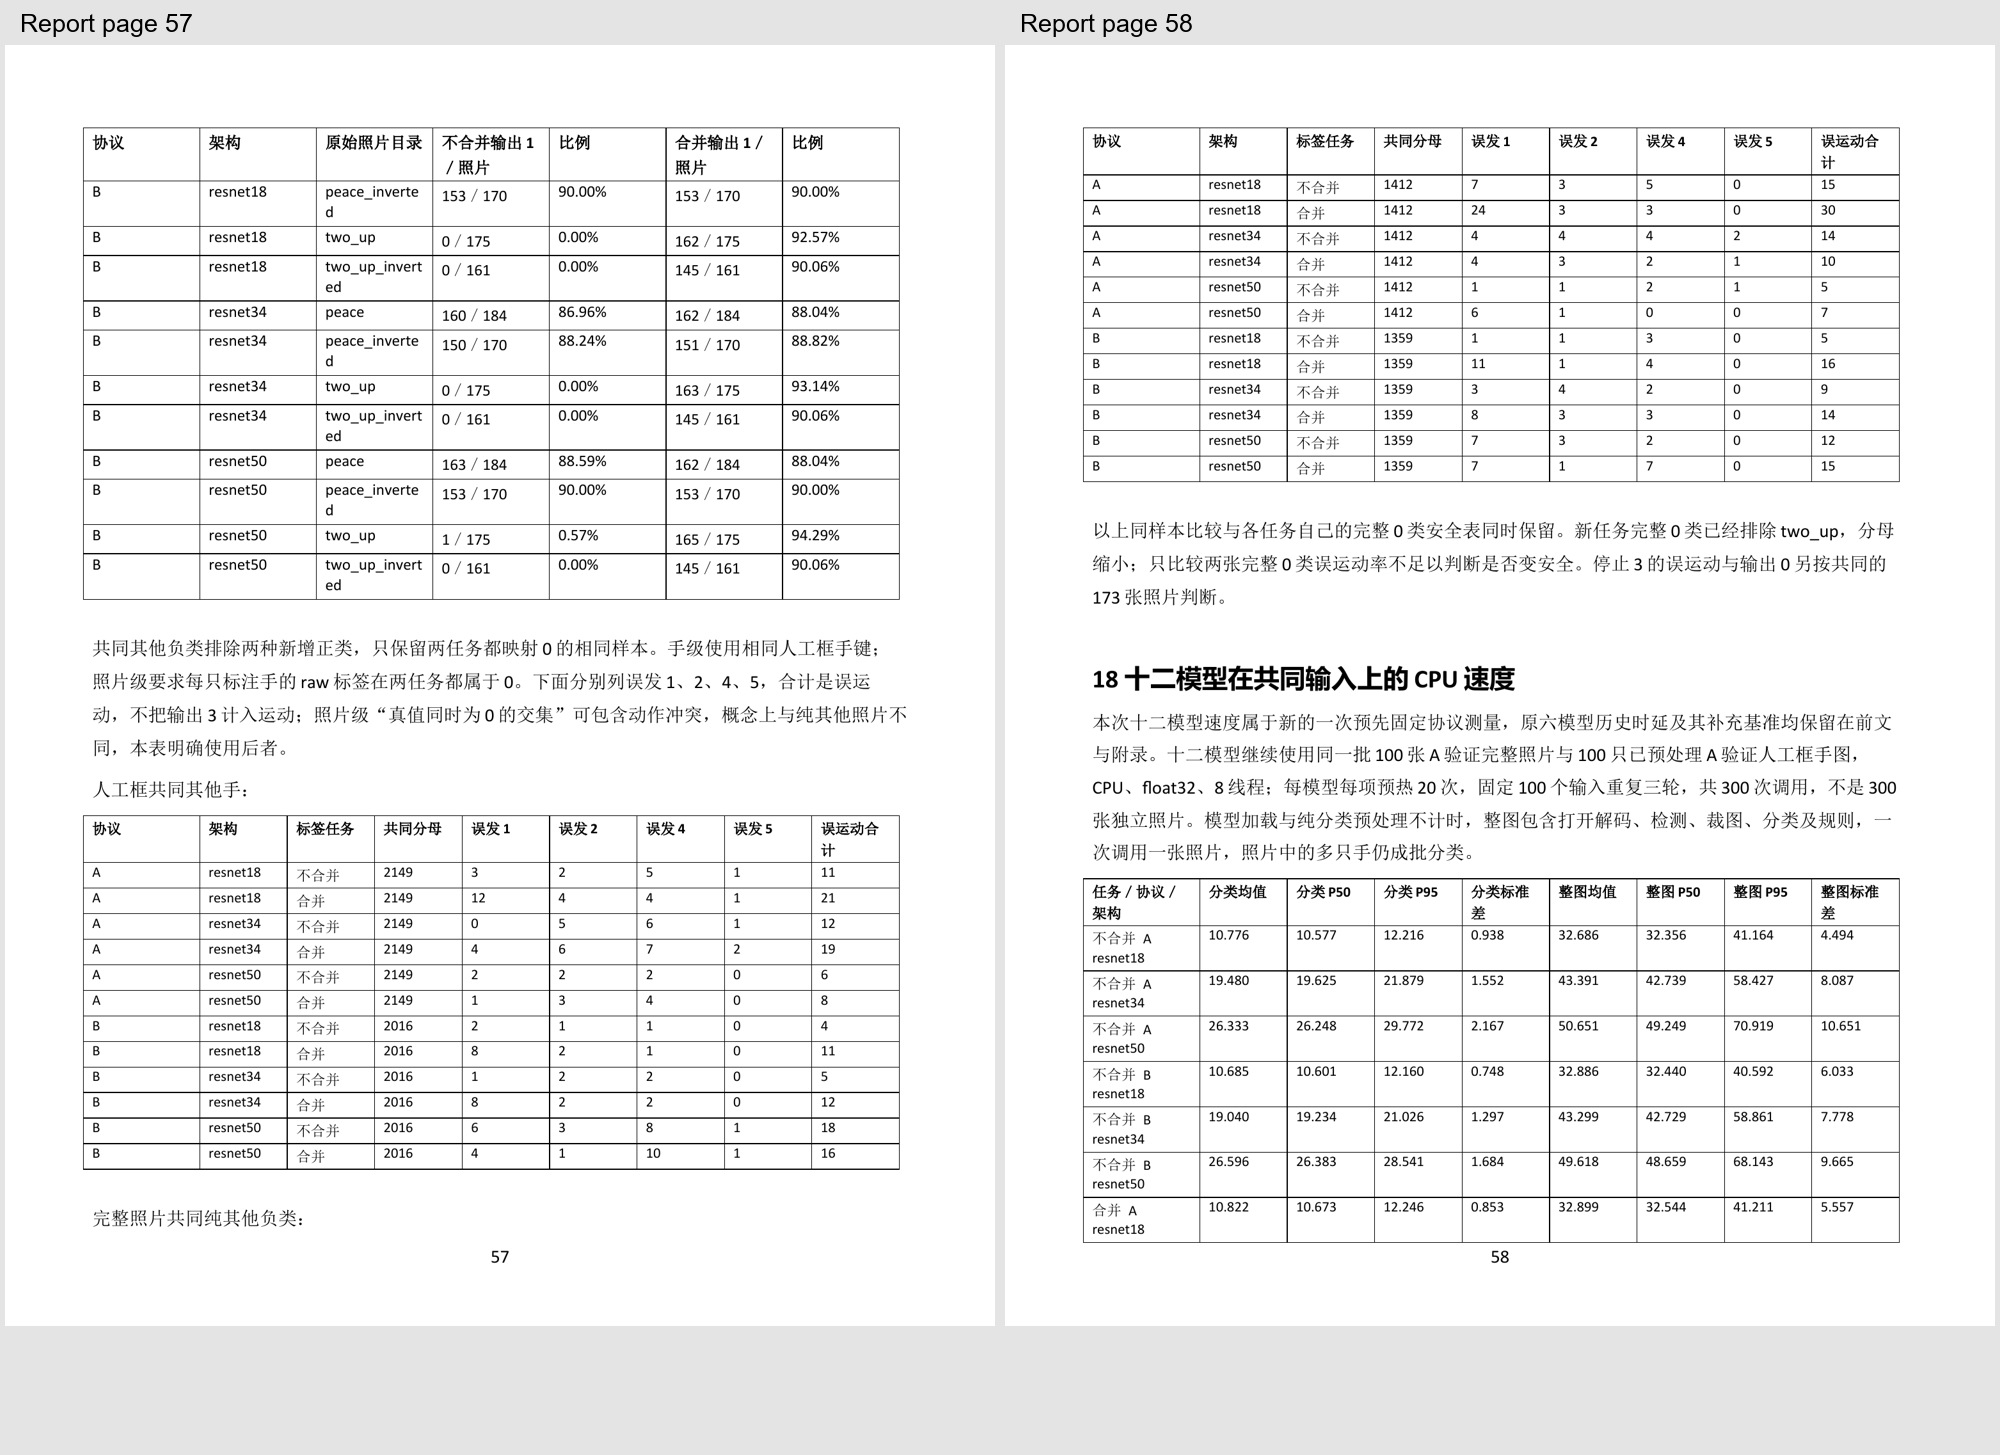 Report page 57
协议 架构 原始照片目录 不合并输出 1 / 照片 比例 合并输出 1 / 照片 比例
B resnet18 peace_inverted 153 / 170 90.00% 153 / 170 90.00%
B resnet18 two_up 0 / 175 0.00% 162 / 175 92.57%
B resnet18 two_up_inverted 0 / 161 0.00% 145 / 161 90.06%
B resnet34 peace 160 / 184 86.96% 162 / 184 88.04%
B resnet34 peace_inverted 150 / 170 88.24% 151 / 170 88.82%
B resnet34 two_up 0 / 175 0.00% 163 / 175 93.14%
B resnet34 two_up_inverted 0 / 161 0.00% 145 / 161 90.06%
B resnet50 peace 163 / 184 88.59% 162 / 184 88.04%
B resnet50 peace_inverted 153 / 170 90.00% 153 / 170 90.00%
B resnet50 two_up 1 / 175 0.57% 165 / 175 94.29%
B resnet50 two_up_inverted 0 / 161 0.00% 145 / 161 90.06%
共同其他负类排除两种新增正类，只保留两任务都映射 0 的相同样本。手级使用相同人工框手键；
照片级要求每只标注手的 raw 标签在两任务都属于 0。下面分别列误发 1、2、4、5，合计是误运
动，不把输出 3 计入运动；照片级“真值同时为 0 的交集”可包含动作冲突，概念上与纯其他照片不
同，本表明确使用后者。
人工框共同其他手：
协议 架构 标签任务 共同分母 误发 1 误发 2 误发 4 误发 5 误运动合计
A resnet18 不合并 2149 3 2 5 1 11
A resnet18 合并 2149 12 4 4 1 21
A resnet34 不合并 2149 0 5 6 1 12
A resnet34 合并 2149 4 6 7 2 19
A resnet50 不合并 2149 2 2 2 0 6
A resnet50 合并 2149 1 3 4 0 8
B resnet18 不合并 2016 2 1 1 0 4
B resnet18 合并 2016 8 2 1 0 11
B resnet34 不合并 2016 1 2 2 0 5
B resnet34 合并 2016 8 2 2 0 12
B resnet50 不合并 2016 6 3 8 1 18
B resnet50 合并 2016 4 1 10 1 16
完整照片共同纯其他负类：
57
Report page 58
协议 架构 标签任务 共同分母 误发 1 误发 2 误发 4 误发 5 误运动合计
A resnet18 不合并 1412 7 3 5 0 15
A resnet18 合并 1412 24 3 3 0 30
A resnet34 不合并 1412 4 4 4 2 14
A resnet34 合并 1412 4 3 2 1 10
A resnet50 不合并 1412 1 1 2 1 5
A resnet50 合并 1412 6 1 0 0 7
B resnet18 不合并 1359 1 1 3 0 5
B resnet18 合并 1359 11 1 4 0 16
B resnet34 不合并 1359 3 4 2 0 9
B resnet34 合并 1359 8 3 3 0 14
B resnet50 不合并 1359 7 3 2 0 12
B resnet50 合并 1359 7 1 7 0 15
以上同样本比较与各任务自己的完整 0 类安全表同时保留。新任务完整 0 类已经排除 two_up，分母
缩小；只比较两张完整 0 类误运动率不足以判断是否变安全。停止 3 的误运动与输出 0 另按共同的
173 张照片判断。
18 十二模型在共同输入上的 CPU 速度
本次十二模型速度属于新的一次预先固定协议测量，原六模型历史时延及其补充基准均保留在前文
与附录。十二模型继续使用同一批 100 张 A 验证完整照片与 100 只已预处理 A 验证人工框手图，
CPU、float32、8 线程；每模型每项预热 20 次，固定 100 个输入重复三轮，共 300 次调用，不是 300
张独立照片。模型加载与纯分类预处理不计时，整图包含打开解码、检测、裁图、分类及规则，一
次调用一张照片，照片中的多只手仍成批分类。
任务 / 协议 / 架构 分类均值 分类 P50 分类 P95 分类标准差 整图均值 整图 P50 整图 P95 整图标准差
不合并 A resnet18 10.776 10.577 12.216 0.938 32.686 32.356 41.164 4.494
不合并 A resnet34 19.480 19.625 21.879 1.552 43.391 42.739 58.427 8.087
不合并 A resnet50 26.333 26.248 29.772 2.167 50.651 49.249 70.919 10.651
不合并 B resnet18 10.685 10.601 12.160 0.748 32.886 32.440 40.592 6.033
不合并 B resnet34 19.040 19.234 21.026 1.297 43.299 42.729 58.861 7.778
不合并 B resnet50 26.596 26.383 28.541 1.684 49.618 48.659 68.143 9.665
合并 A resnet18 10.822 10.673 12.246 0.853 32.899 32.544 41.211 5.557
58